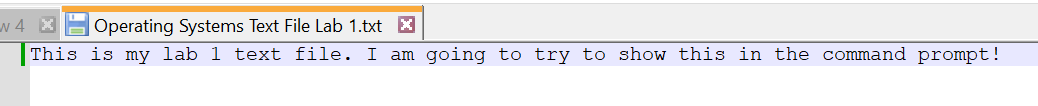 w 4 Operating Systems Text File Lab 1.txt
This is my lab 1 text file. I am going to try to show this in the command prompt!